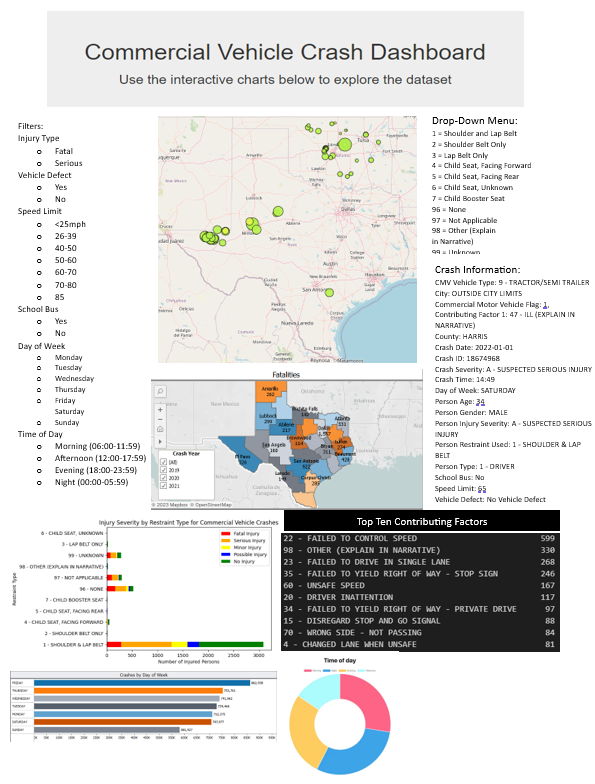 Commercial Vehicle Crash Dashboard
Use the interactive charts below to explore the dataset
Filters:
Injury Type
Fatal
Serious
Vehicle Defect
Yes
No
Speed Limit
<25mph
26-39
40-50
50-60
60-70
70-80
85
School Bus
Yes
No
Day of Week
Monday
Tuesday
Wednesday
Thursday
Friday
Saturday
Sunday
Time of Day
Morning (06:00-11:59)
Afternoon (12:00-17:59)
Evening (18:00-23:59)
Night (00:00-05:59)
Amarillo
Tulsa
Lawton
Dallas
San Angelo
Austin
Houston
San Antonio
Nuevo Laredo
Reynosa
Drop-Down Menu:
1 = Shoulder and Lap Belt
2 = Shoulder Belt Only
3 = Lap Belt Only
4 = Child Seat, Facing Forward
5 = Child Seat, Facing Rear
6 = Child Seat, Unknown
7 = Child Booster Seat
96 = None
97 = Not Applicable
98 = Other (Explain
in Narrative)
99 = Unknown
Crash Information:
CMV Vehicle Type: 9 - TRACTOR/SEMI TRAILER
City: OUTSIDE CITY LIMITS
Commercial Motor Vehicle Flag: 1,
Contributing Factor 1: 47 - ILL (EXPLAIN IN
NARRATIVE)
County: HARRIS
Crash Date: 2022-01-01
Crash ID: 18674968
Crash Severity: A - SUSPECTED SERIOUS INJURY
Crash Time: 14:49
Day of Week: SATURDAY
Person Age: 34
Person Gender: MALE
Person Injury Severity: A - SUSPECTED SERIOUS
INJURY
Person Restraint Used: 1 - SHOULDER & LAP
BELT
Person Type: 1 - DRIVER
School Bus: No
Speed Limit: 65
Vehicle Defect: No Vehicle Defect
Fatalities
Amarillo
Lubbock
299
Wichita Falls
Abilene
217
Atlanta
331
Tyler
El Paso
San Angelo
Bryan
Beaumont
Austin
San Antonio
Laredo
Corpus Christi
New Mexico
Oklahoma
Crash Year
(All)
2019
2020
2021
© 2023 Mapbox © OpenStreetMap
Injury Severity by Restraint Type for Commercial Vehicle Crashes
Restraint Type
6 - CHILD SEAT, UNKNOWN
3 - LAP BELT ONLY
99 - UNKNOWN
98 - OTHER (EXPLAIN IN NARRATIVE)
97 - NOT APPLICABLE
96 - NONE
7 - CHILD BOOSTER SEAT
5 - CHILD SEAT, FACING REAR
4 - CHILD SEAT, FACING FORWARD
2 - SHOULDER BELT ONLY
1 - SHOULDER & LAP BELT
Fatal Injury
Serious Injury
Minor Injury
Possible Injury
No Injury
0 500 1000 1500 2000 2500 3000
Number of Injured Persons
Top Ten Contributing Factors
22 - FAILED TO CONTROL SPEED 599
98 - OTHER (EXPLAIN IN NARRATIVE) 330
23 - FAILED TO DRIVE IN SINGLE LANE 268
35 - FAILED TO YIELD RIGHT OF WAY - STOP SIGN 246
60 - UNSAFE SPEED 167
20 - DRIVER INATTENTION 117
34 - FAILED TO YIELD RIGHT OF WAY - PRIVATE DRIVE 97
15 - DISREGARD STOP AND GO SIGNAL 88
70 - WRONG SIDE - NOT PASSING 84
4 - CHANGED LANE WHEN UNSAFE 81
Crashes by Day of Week
FRIDAY
THURSDAY
WEDNESDAY
TUESDAY
MONDAY
SATURDAY
SUNDAY
Time of day